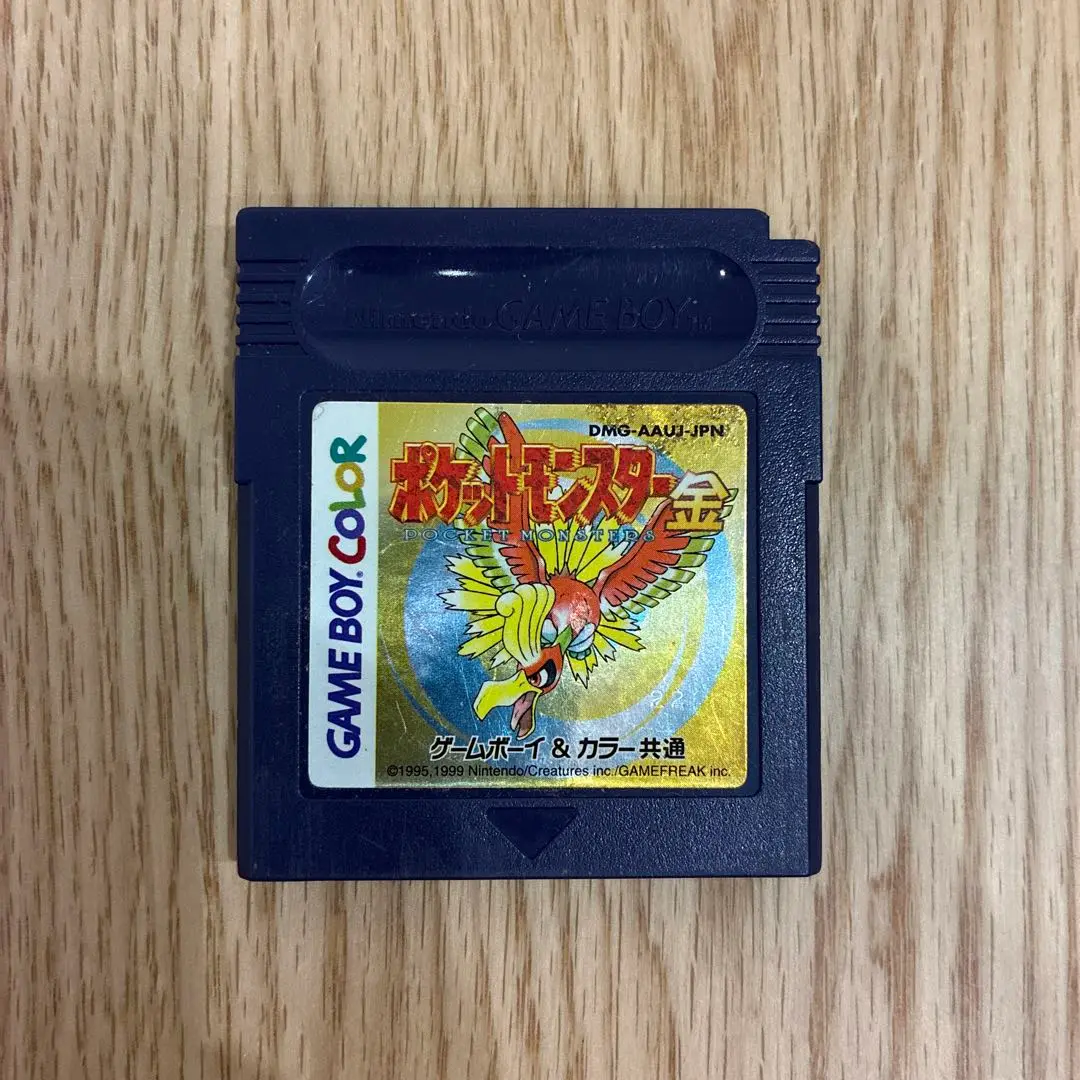 Nintendo GAME BOY TM
GAME BOY COLOR
DMG-AAUJ-JPN
ポケットモンスター金
POCKET MONSTERS
22
ゲームボーイ & カラー共通
©1995,1999 Nintendo/Creatures inc./GAMEFREAK inc.